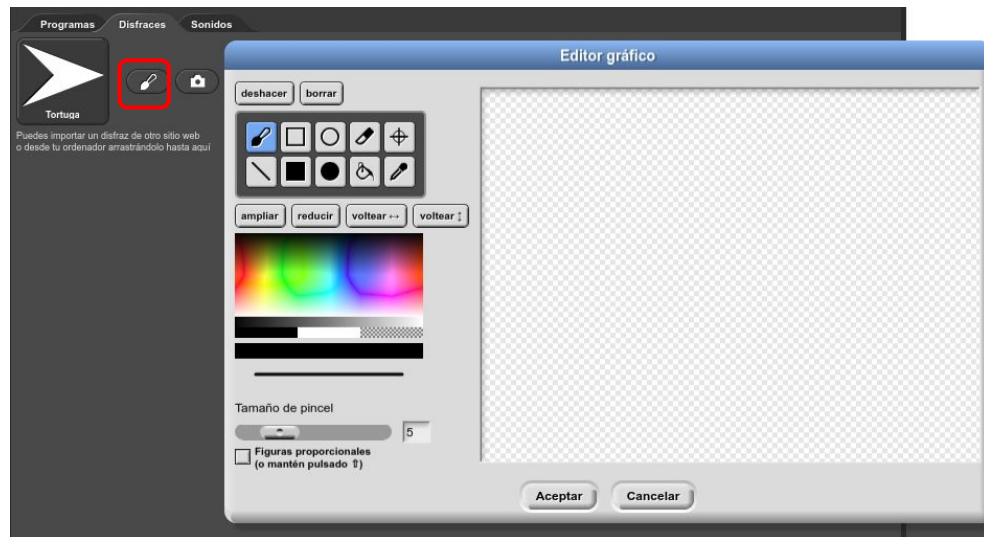 Programas Disfraces Sonidos
Tortuga
Puedes importar un disfraz de otro sitio web
o desde tu ordenador arrastrándolo hasta aquí
Editor gráfico
deshacer borrar
ampliar reducir voltear ↔ voltear ↕
Tamaño de pincel
5
Figuras proporcionales
(o mantén pulsado ⇧)
Aceptar Cancelar